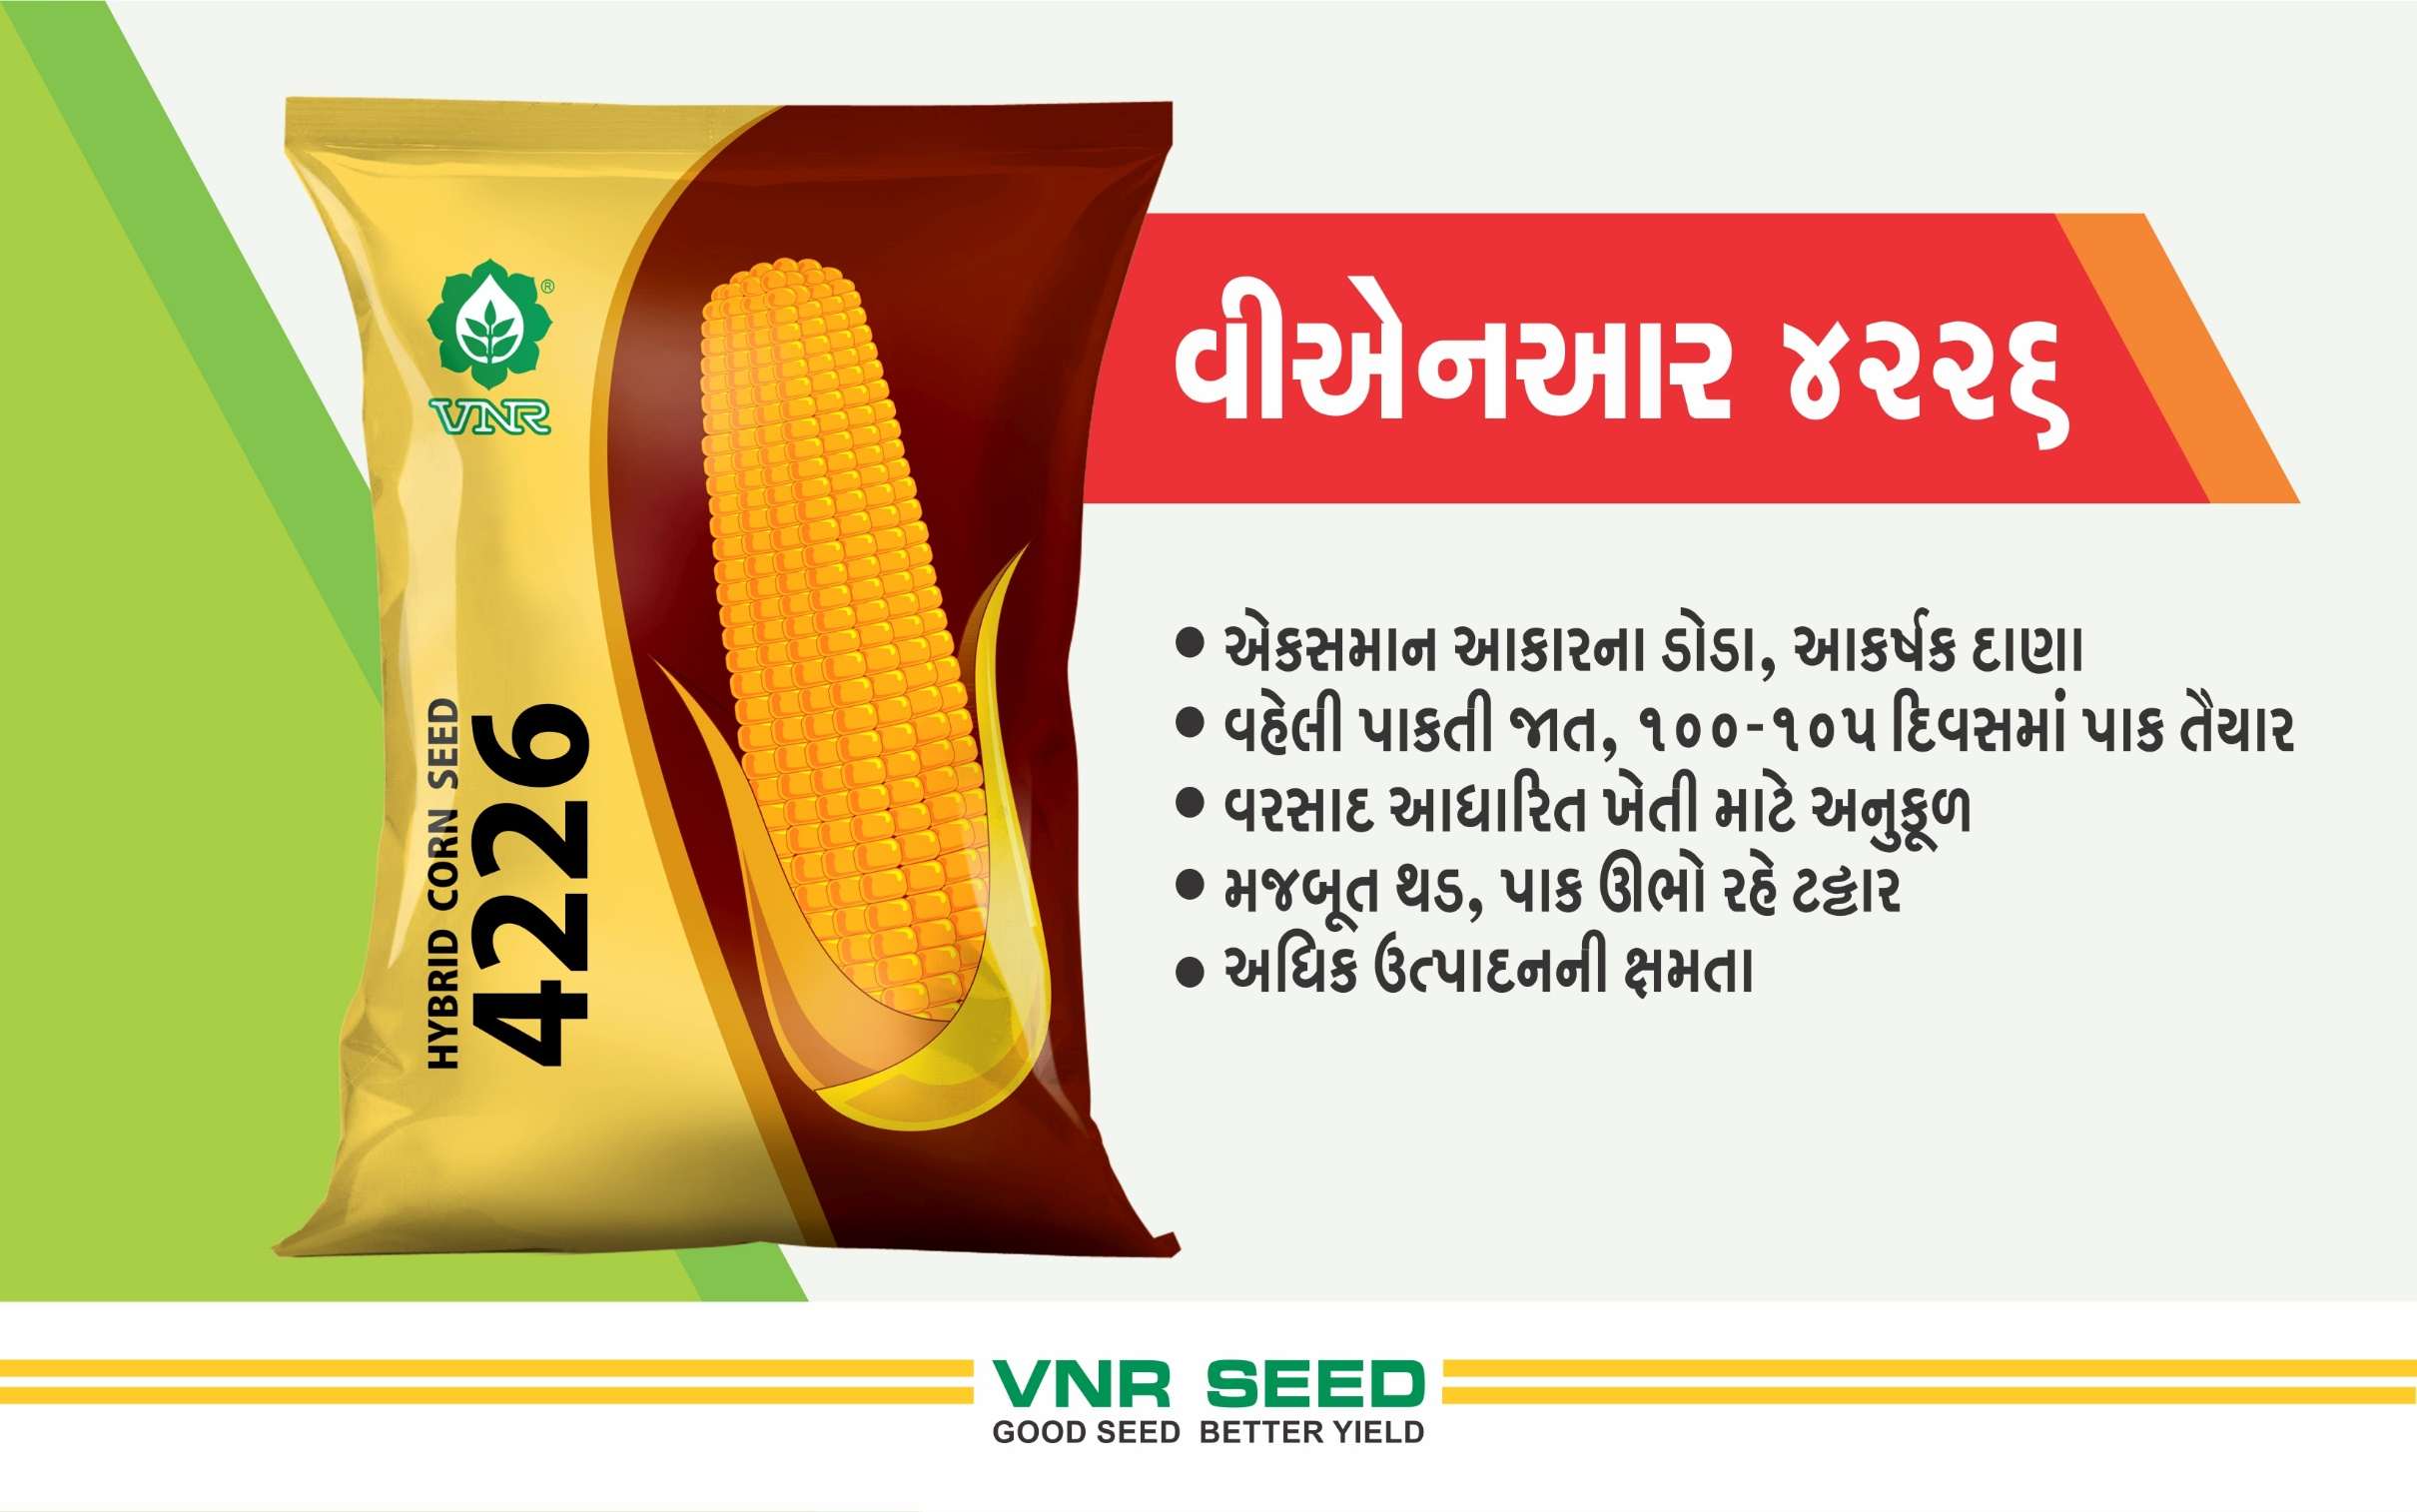 VNR
HYBRID CORN SEED
4226
વીએનઆર ૪૨૨૬
• એકસમાન આકારના ડોડા, આકર્ષક દાણા
• વહેલી પાકતી જાત, ૧૦૦-૧૦૫ દિવસમાં પાક તૈયાર
• વરસાદ આધારિત ખેતી માટે અનુકૂળ
• મજબૂત થડ, પાક ઊભો રહે ટટ્ટાર
• અધિક ઉત્પાદનની ક્ષમતા
VNR SEED
GOOD SEED BETTER YIELD